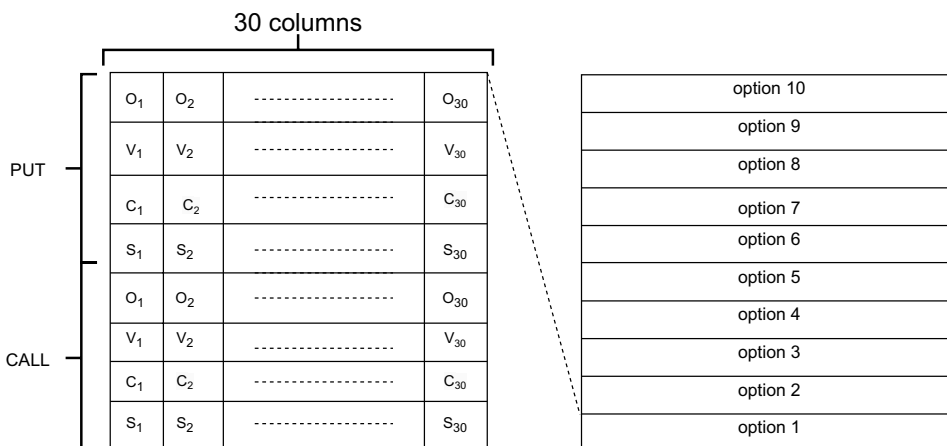 30 columns
PUT
O1 O2 O30
V1 V2 V30
C1 C2 C30
S1 S2 S30
CALL
O1 O2 O30
V1 V2 V30
C1 C2 C30
S1 S2 S30
option 10
option 9
option 8
option 7
option 6
option 5
option 4
option 3
option 2
option 1